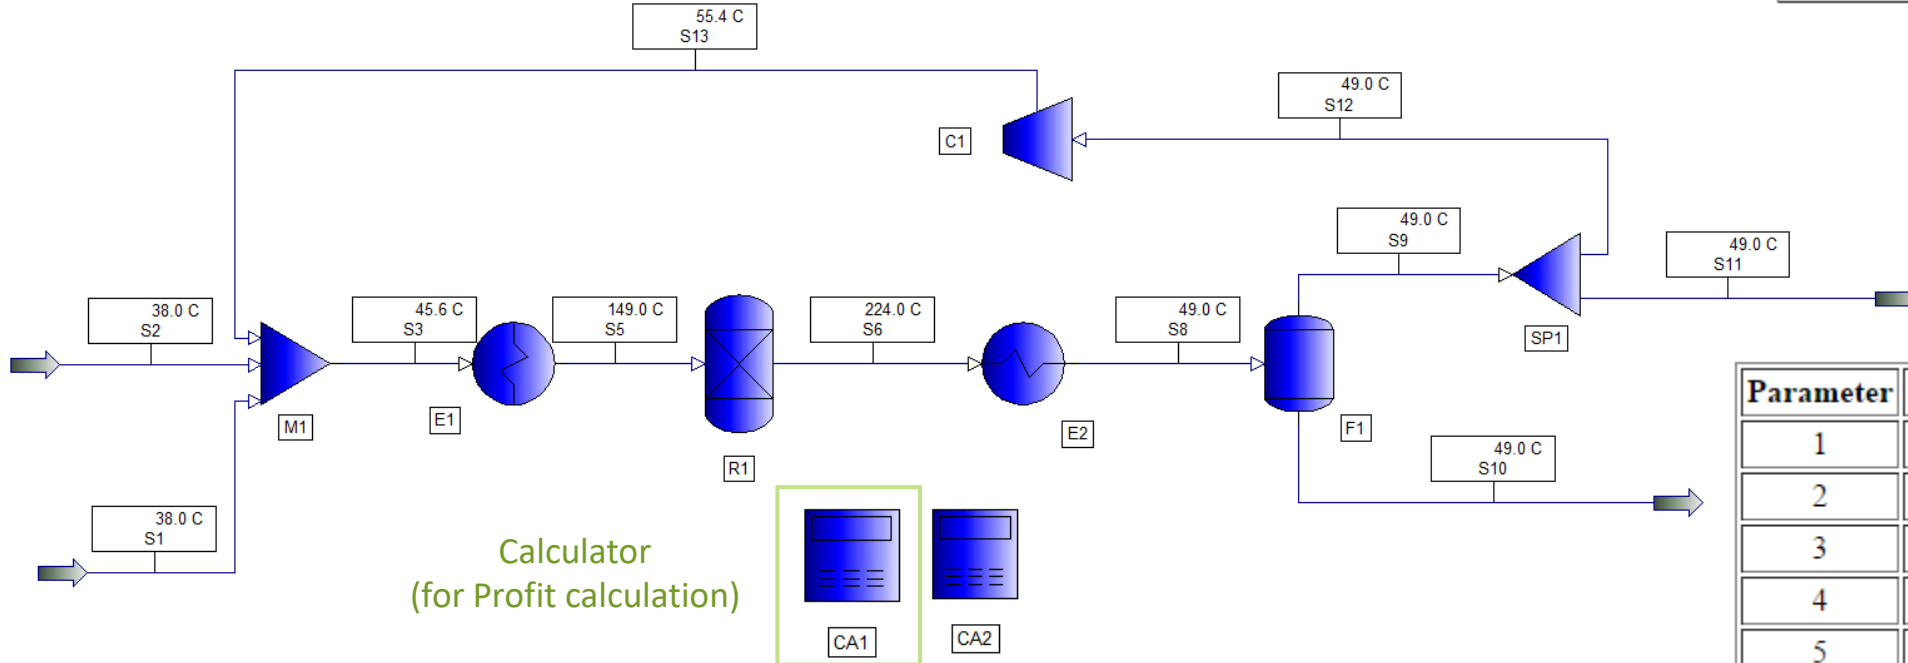 55.4 C
S13
49.0 C
S12
C1
49.0 C
S9
49.0 C
S11
38.0 C
S2
45.6 C
S3
149.0 C
S5
224.0 C
S6
49.0 C
S8
SP1
M1
E1
R1
E2
F1
49.0 C
S10
38.0 C
S1
Calculator
(for Profit calculation)
CA1
CA2
Parameter
1
2
3
4
5